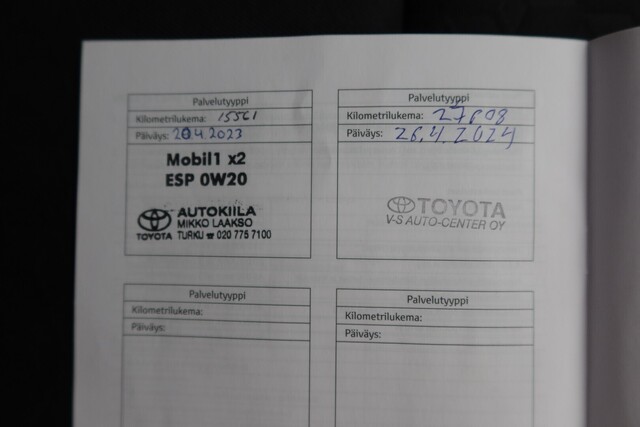 Palvelutyyppi
Kilometrilukema: 15561
Päiväys: 20.4.2023
Mobil1 x2
ESP 0W20
AUTOKIILA
MIKKO LAAKSO
TOYOTA TURKU ☎ 020 775 7100
Palvelutyyppi
Kilometrilukema: 27608
Päiväys: 26.4.2024
TOYOTA
V-S AUTO-CENTER OY
Palvelutyyppi
Kilometrilukema:
Päiväys:
Palvelutyyppi
Kilometrilukema:
Päiväys: